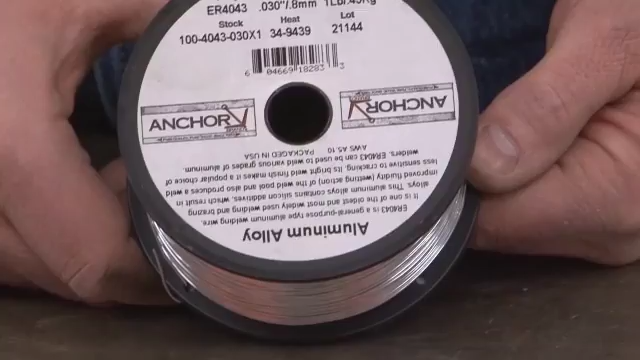 ER4043 .030"/.8mm 1Lb/.45Kg
Stock Heat Lot
100-4043-030X1 34-9439 21144
6 04669 18283 3
ANCHOR
ANCHOR
Aluminum Alloy
ER4043 is a general-purpose aluminum type welding wire.
It is one of the oldest and most widely used welding and brazing
alloys. This aluminum alloys contains silicon additives, which result in
improved fluidity (wetting action) of the weld pool and also produces a weld
less sensitive to cracking. Its bright weld finish makes it a popular choice of
welders. ER4043 can be used to weld various grades of aluminum.
AWS A5.10 PACKAGED IN USA